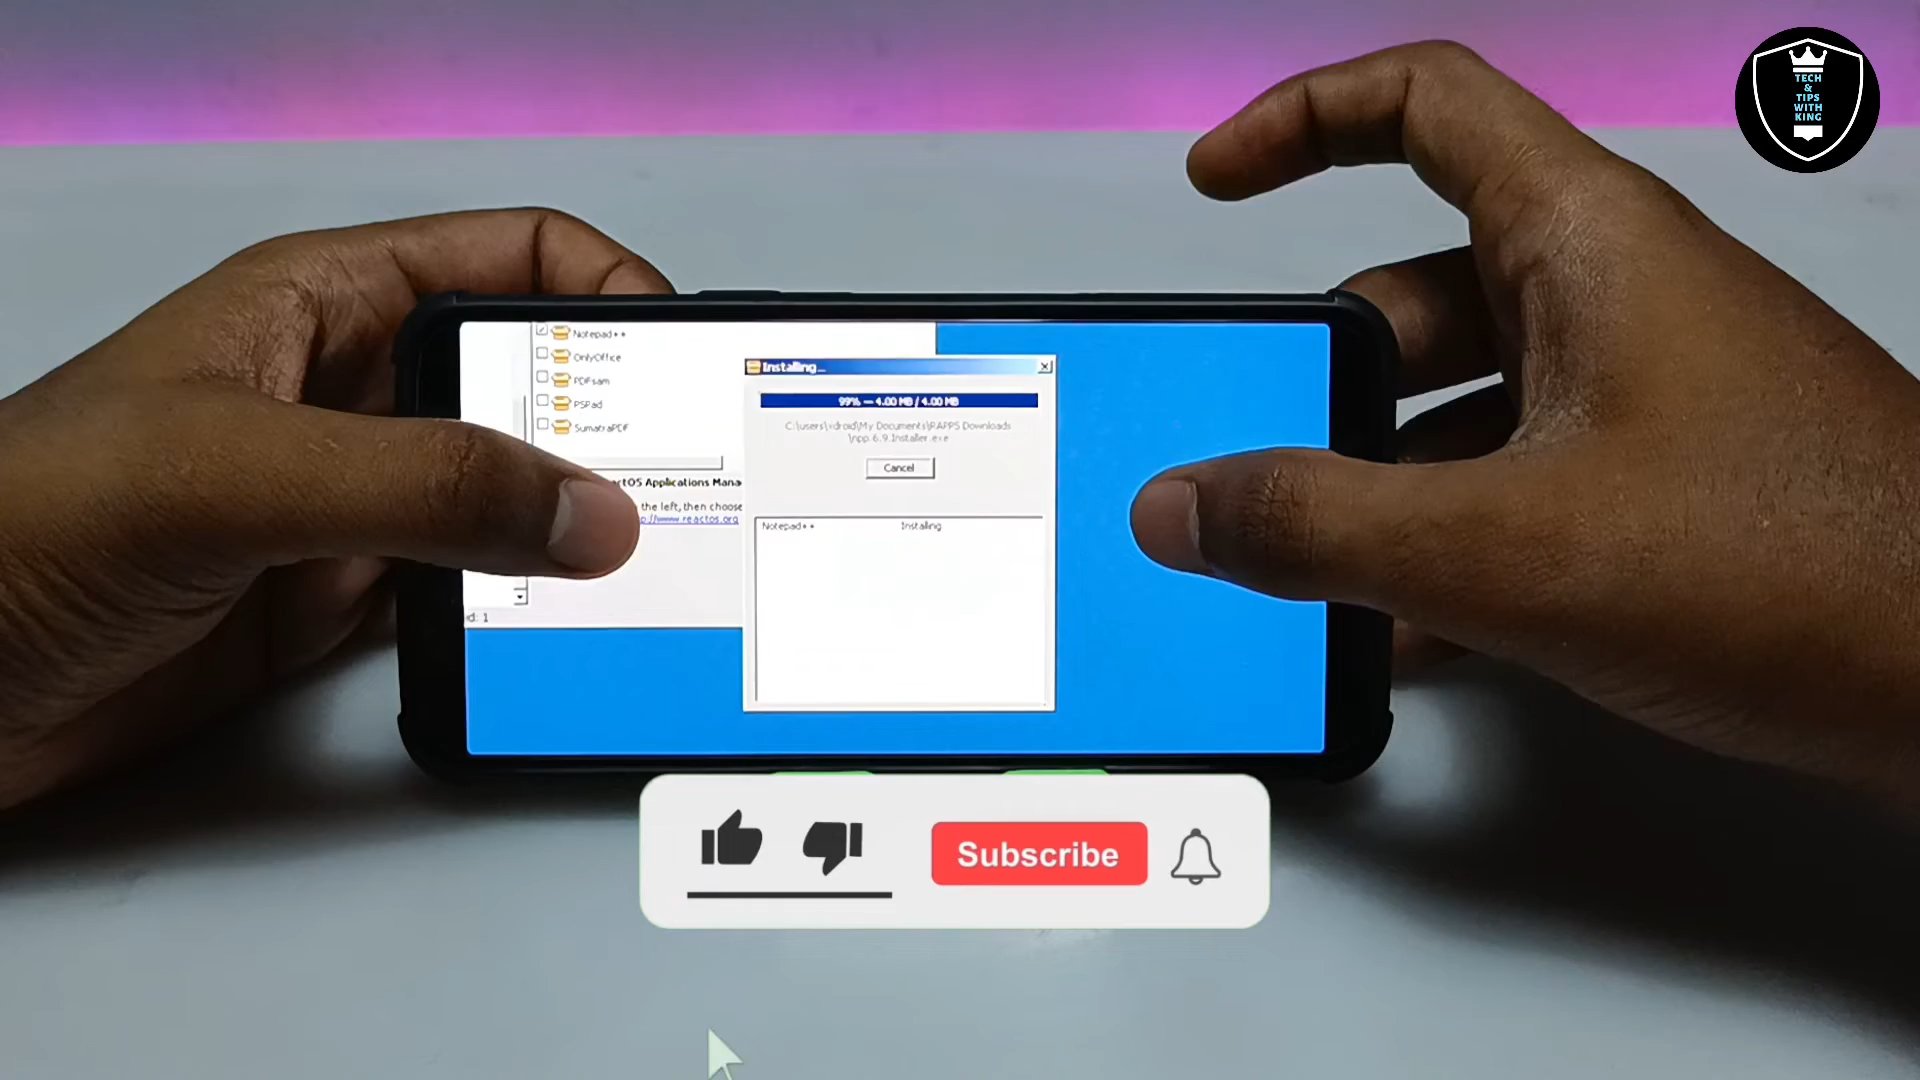 TECH
&
TIPS
WITH
KING
Notepad++
OnlyOffice
PDFsam
PSPad
SumatraPDF
ctOS Applications Mana
the left, then choose
p://www.reactos.org
d: 1
Installing...
99% — 4.00 MB / 4.00 MB
C:\users\xdroid\My Documents\RAPPS Downloads
\npp.6.9.Installer.exe
Cancel
Notepad++ Installing
Subscribe